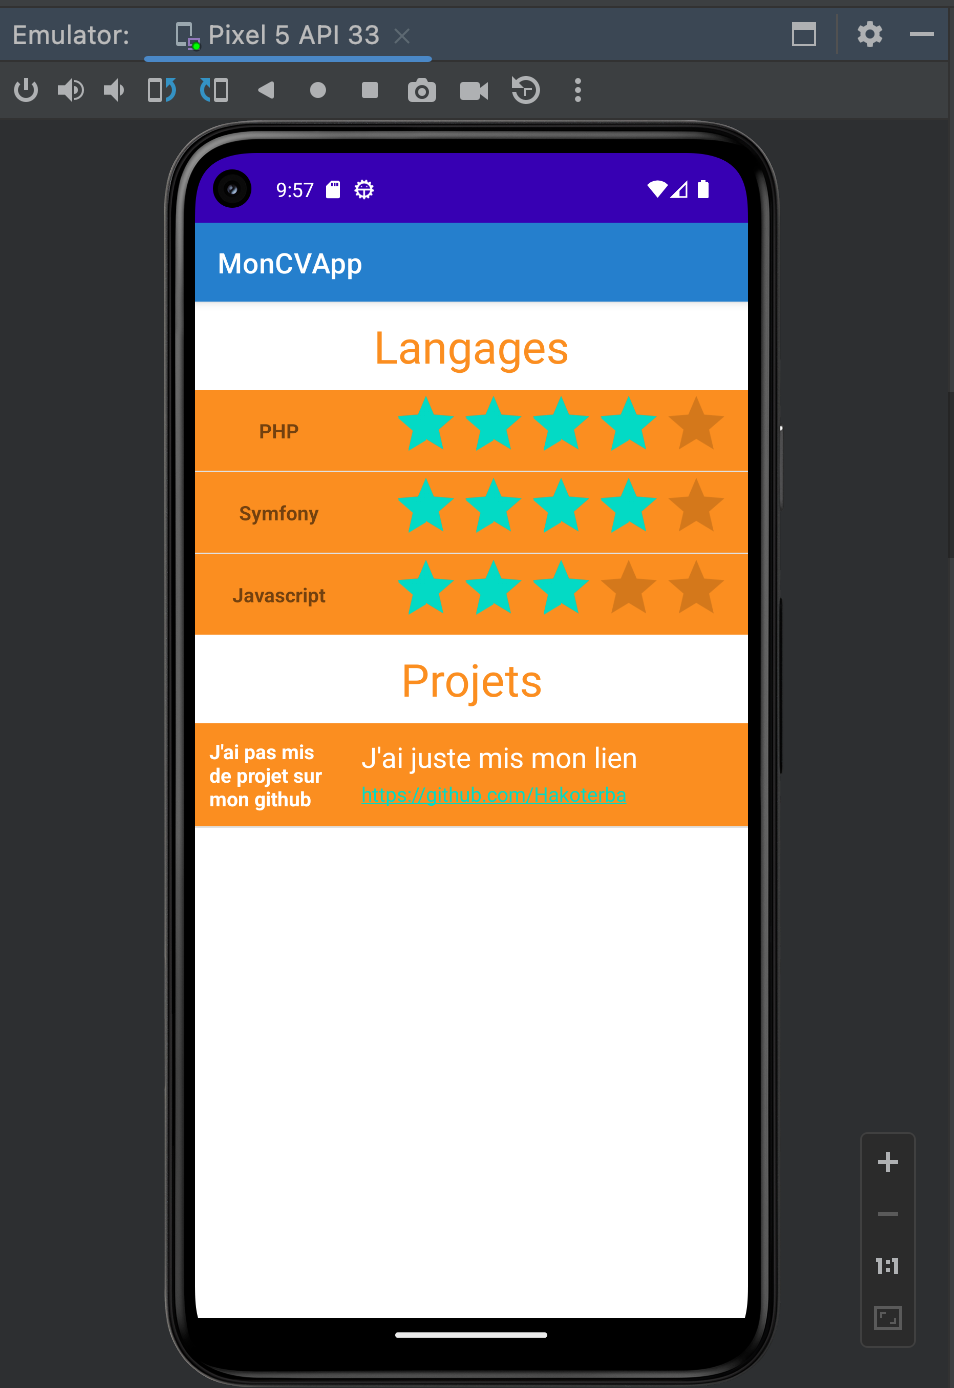 Emulator: Pixel 5 API 33
9:57
MonCVApp
Langages
PHP
Symfony
Javascript
Projets
J'ai pas mis
de projet sur
mon github
J'ai juste mis mon lien
https://github.com/Hakoterba
1:1